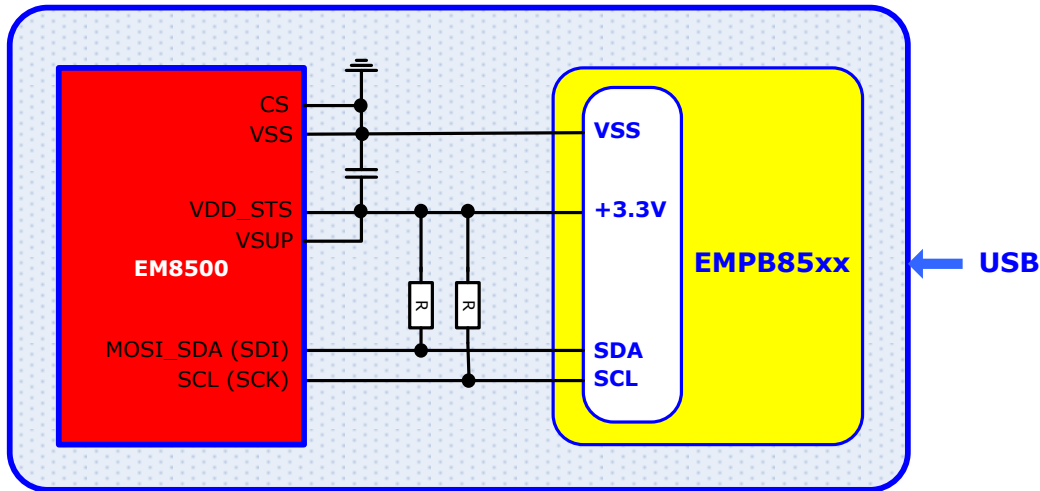 CS
VSS
VDD_STS
VSUP
EM8500
MOSI_SDA (SDI)
SCL (SCK)
R
R
VSS
+3.3V
SDA
SCL
EMPB85xx
USB